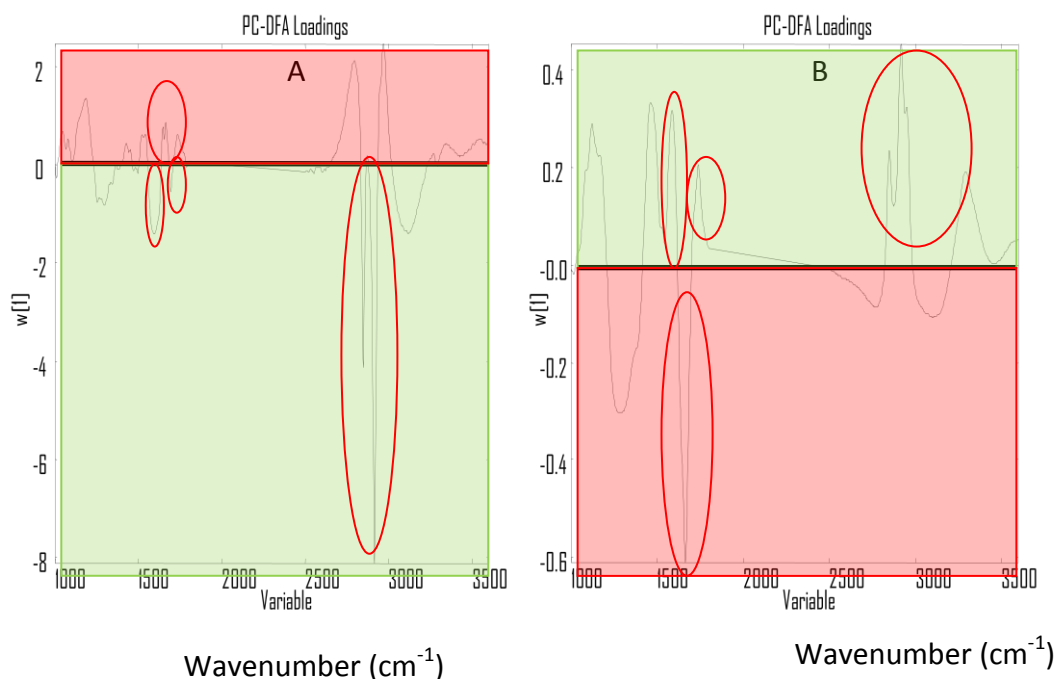 PC-DFA Loadings
A
2
0
-2
-4
-6
-8
w[1]
1000 1500 2000 2500 3000 3500
Variable
Wavenumber (cm-1)
PC-DFA Loadings
B
0.4
0.2
-0.0
-0.2
-0.4
-0.6
w[1]
1000 1500 2000 2500 3000 3500
Variable
Wavenumber (cm-1)